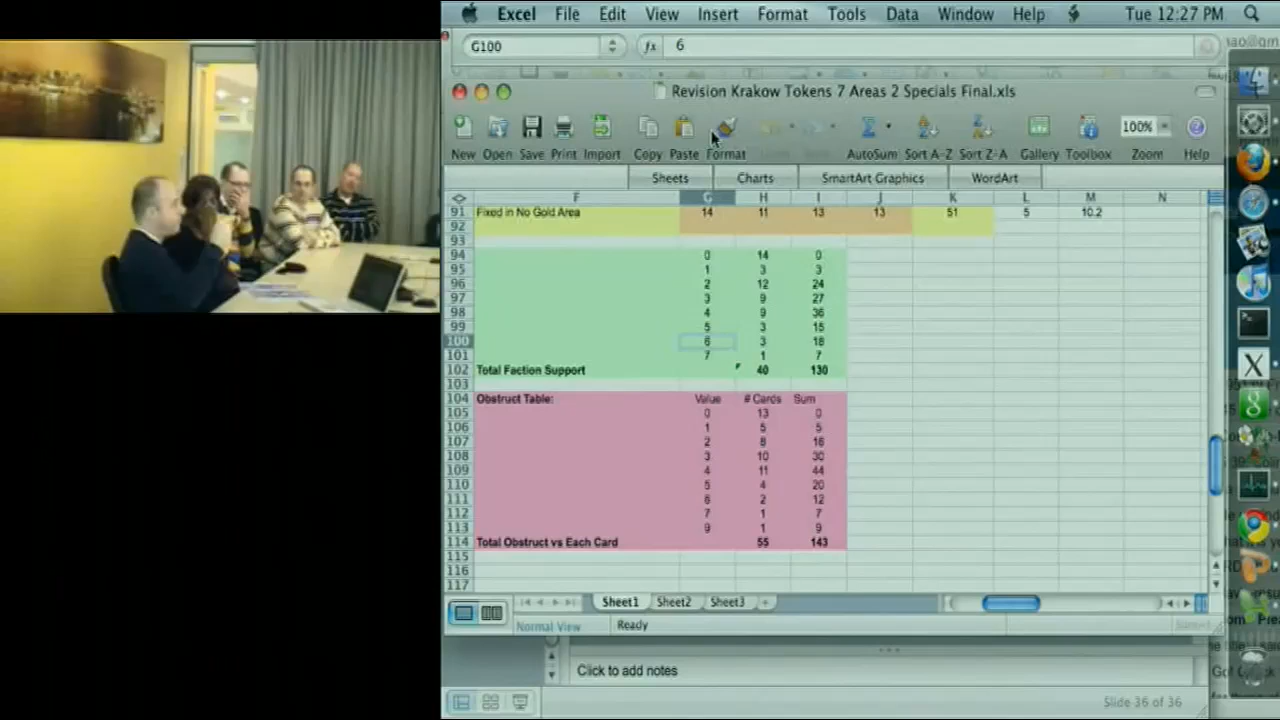 Excel File Edit View Insert Format Tools Data Window Help Tue 12:27 PM
G100 fx 6
Revision Krakow Tokens 7 Areas 2 Specials Final.xls
100%
New Open Save Print Import Copy Paste Format AutoSum Sort A-Z Sort Z-A Gallery Toolbox Zoom Help
Sheets Charts SmartArt Graphics WordArt
F G H I J K L M N
91 Fixed in No Gold Area 14 11 13 13 51 5 10.2
92
93
94 0 14 0
95 1 3 3
96 2 12 24
97 3 9 27
98 4 9 36
99 5 3 15
100 6 3 18
101 7 1 7
102 Total Faction Support 40 130
103
104 Obstruct Table: Value # Cards Sum
105 0 13 0
106 1 5 5
107 2 8 16
108 3 10 30
109 4 11 44
110 5 4 20
111 6 2 12
112 7 1 7
113 9 1 9
114 Total Obstruct vs Each Card 55 143
115
116
117
Sheet1 Sheet2 Sheet3 +
Normal View Ready
Click to add notes
Slide 36 of 36